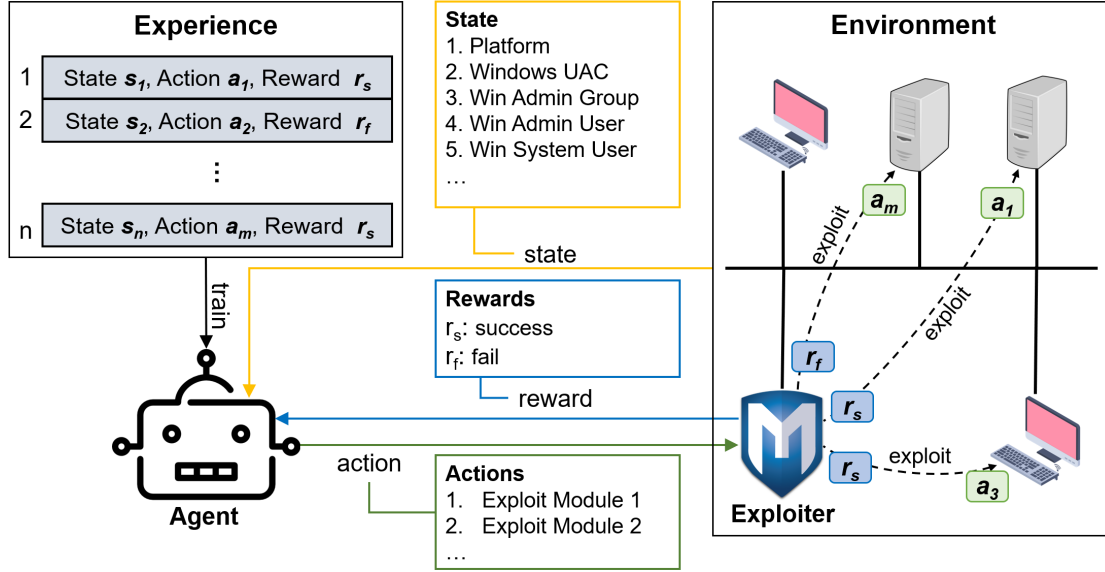 Experience
1 State s1, Action a1, Reward rs
2 State s2, Action a2, Reward rf
⋮
n State sn, Action am, Reward rs
train
Agent
State
1. Platform
2. Windows UAC
3. Win Admin Group
4. Win Admin User
5. Win System User
…
state
Rewards
rs: success
rf: fail
reward
action
Actions
1. Exploit Module 1
2. Exploit Module 2
…
Environment
am
a1
exploit
exploit
rf
rs
rs
exploit
a3
Exploiter